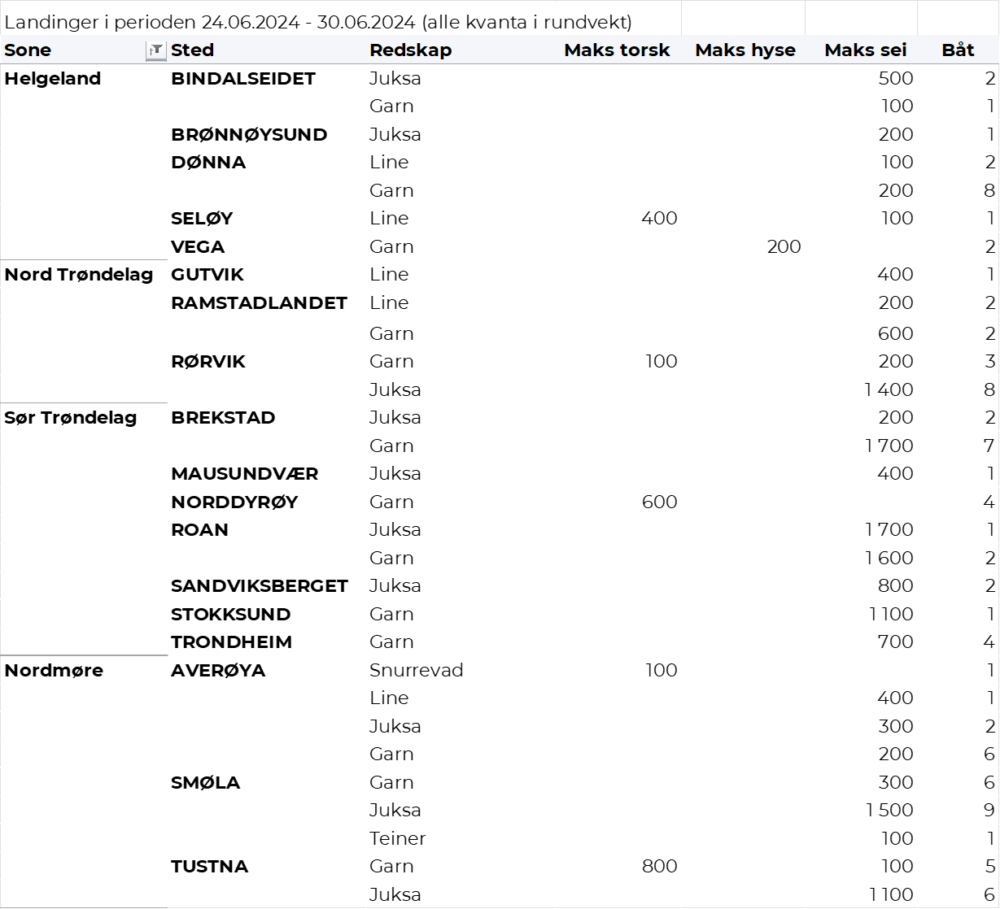 Landinger i perioden 24.06.2024 - 30.06.2024 (alle kvanta i rundvekt)
Sone Sted Redskap Maks torsk Maks hyse Maks sei Båt
Helgeland BINDALSEIDET Juksa 500 2
Garn 100 1
BRØNNØYSUND Juksa 200 1
DØNNA Line 100 2
Garn 200 8
SELØY Line 400 100 1
VEGA Garn 200 2
Nord Trøndelag GUTVIK Line 400 1
RAMSTADLANDET Line 200 2
Garn 600 2
RØRVIK Garn 100 200 3
Juksa 1 400 8
Sør Trøndelag BREKSTAD Juksa 200 2
Garn 1 700 7
MAUSUNDVÆR Juksa 400 1
NORDDYRØY Garn 600 4
ROAN Juksa 1 700 1
Garn 1 600 2
SANDVIKSBERGET Juksa 800 2
STOKKSUND Garn 1 100 1
TRONDHEIM Garn 700 4
Nordmøre AVERØYA Snurrevad 100 1
Line 400 1
Juksa 300 2
Garn 200 6
SMØLA Garn 300 6
Juksa 1 500 9
Teiner 100 1
TUSTNA Garn 800 100 5
Juksa 1 100 6